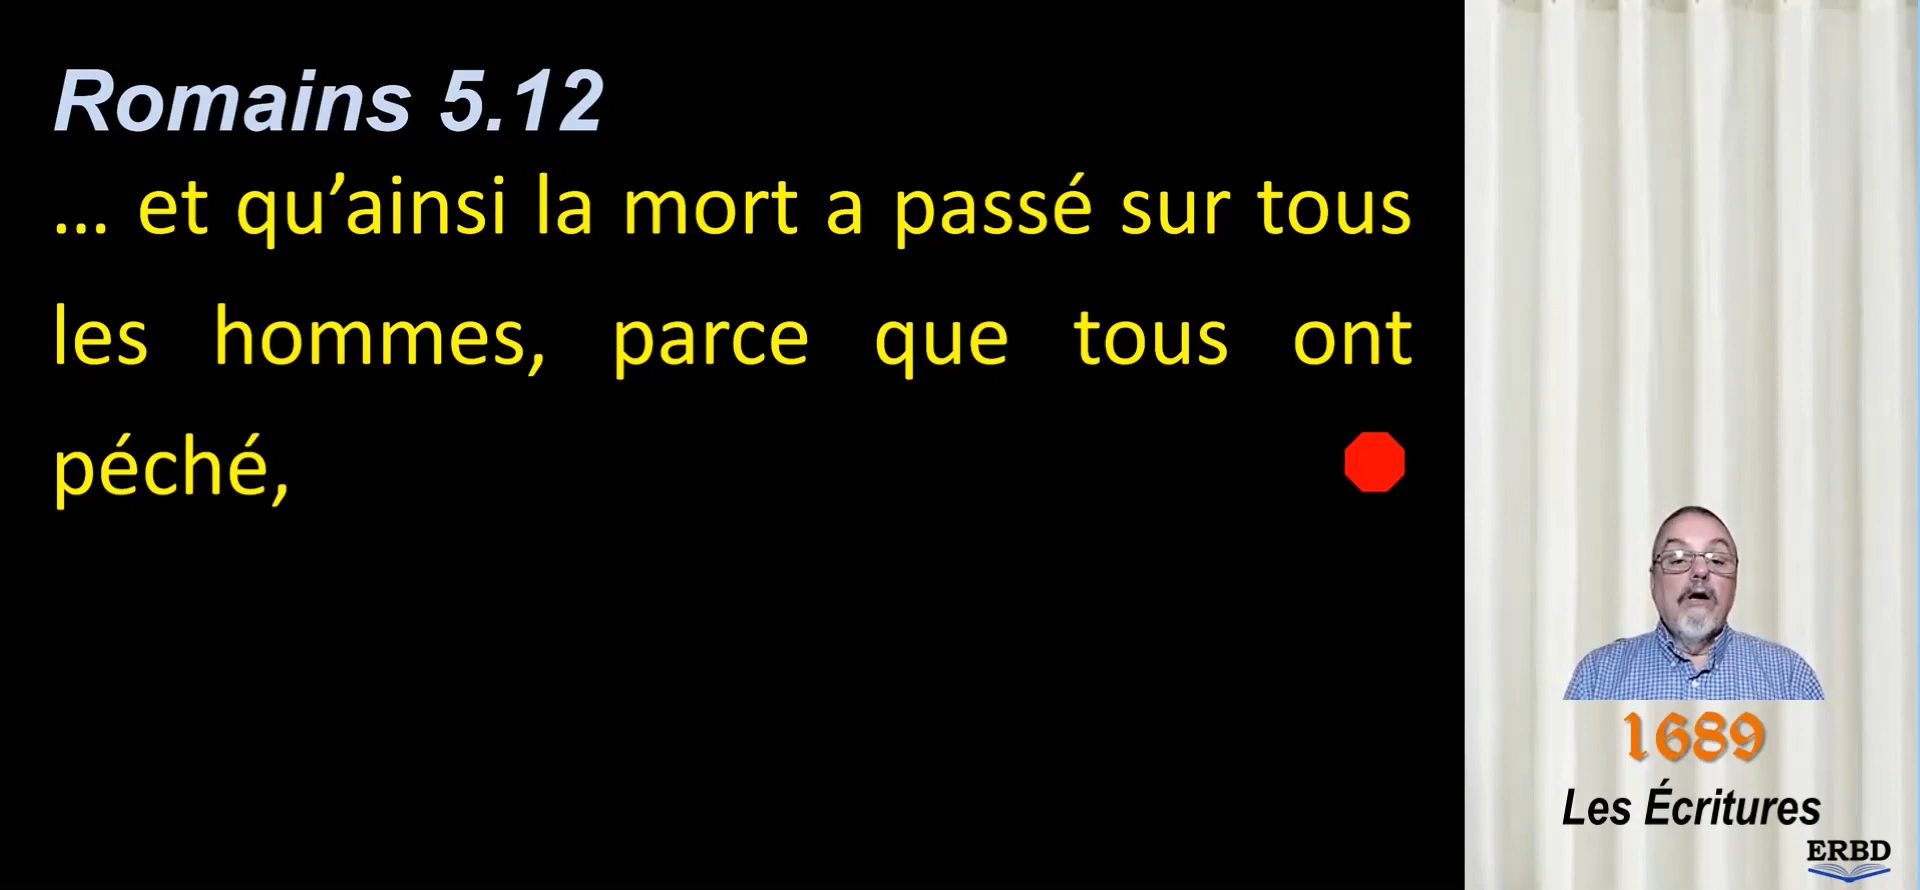 Romains 5.12
... et qu’ainsi la mort a passé sur tous
les hommes, parce que tous ont
péché,
1689
Les Écritures
ERBD